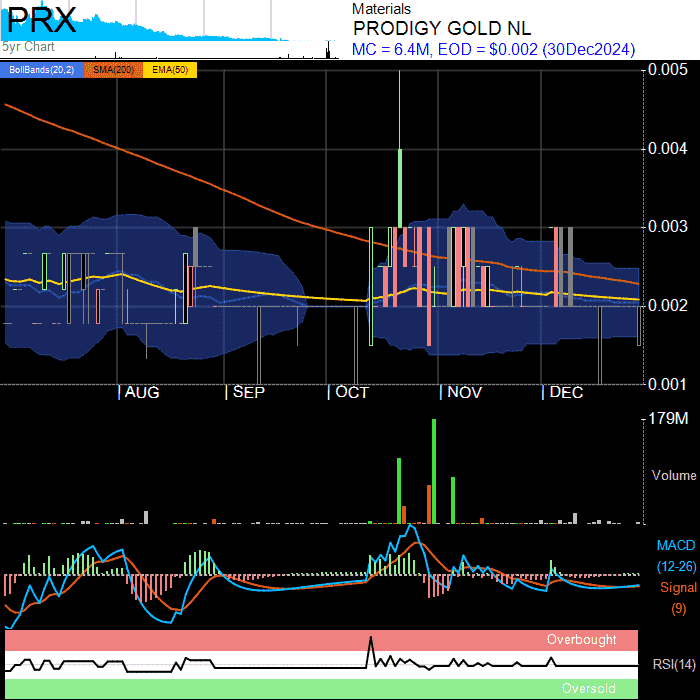 PRX
5yr Chart
Materials
PRODIGY GOLD NL
MC = 6.4M, EOD = $0.002 (30Dec2024)
BollBands(20,2) SMA(200) EMA(50)
0.005
0.004
0.003
0.002
0.001
AUG SEP OCT NOV DEC
179M
Volume
MACD
(12-26)
Signal
(9)
Overbought
RSI(14)
Oversold